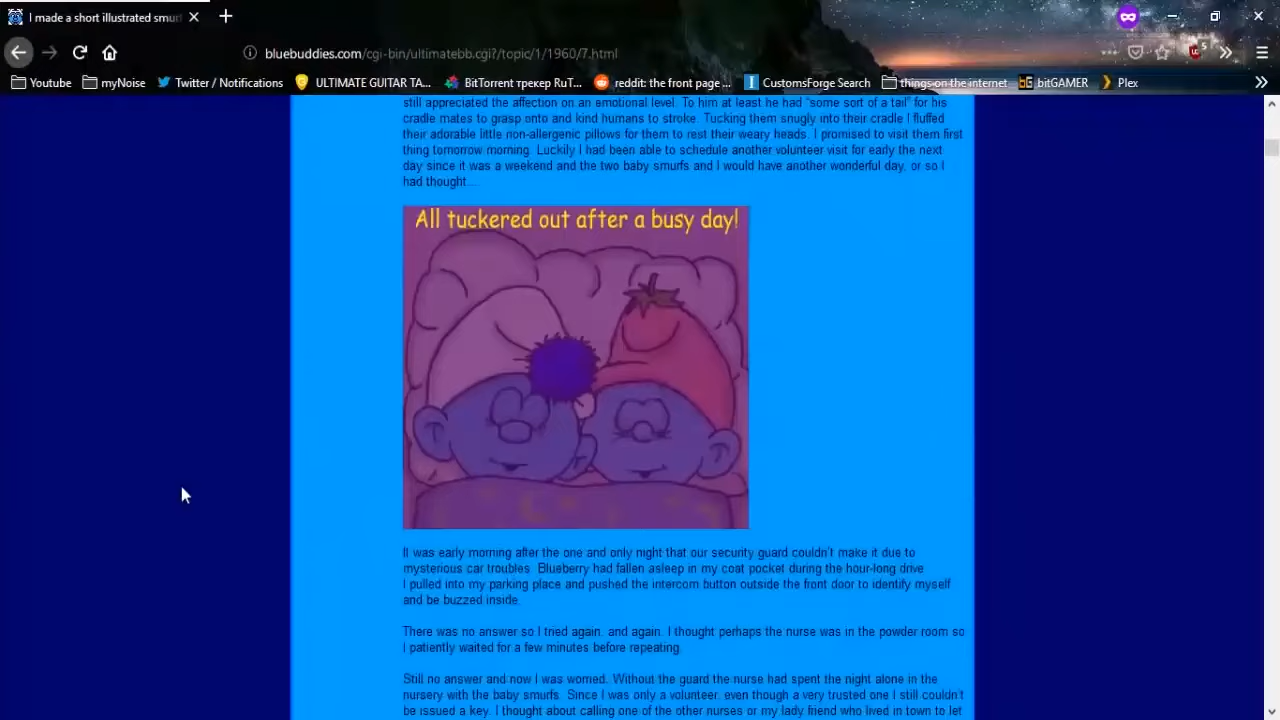 I made a short illustrated smurf
bluebuddies.com/cgi-bin/ultimatebb.cgi?/topic/1/1960/7.html
5
Youtube
myNoise
Twitter / Notifications
ULTIMATE GUITAR TA...
BitTorrent трекер RuT...
reddit: the front page ...
CustomsForge Search
things on the internet
bitGAMER
Plex
still appreciated the affection on an emotional level. To him at least he had "some sort of a tail" for his
cradle mates to grasp onto and kind humans to stroke. Tucking them snugly into their cradle I fluffed
their adorable little non-allergenic pillows for them to rest their weary heads. I promised to visit them first
thing tomorrow morning. Luckily I had been able to schedule another volunteer visit for early the next
day since it was a weekend and the two baby smurfs and I would have another wonderful day, or so I
had thought...
All tuckered out after a busy day!
It was early morning after the one and only night that our security guard couldn't make it due to
mysterious car troubles. Blueberry had fallen asleep in my coat pocket during the hour-long drive
I pulled into my parking place and pushed the intercom button outside the front door to identify myself
and be buzzed inside.
There was no answer so I tried again, and again. I thought perhaps the nurse was in the powder room so
I patiently waited for a few minutes before repeating.
Still no answer and now I was worried. Without the guard the nurse had spent the night alone in the
nursery with the baby smurfs. Since I was only a volunteer, even though a very trusted one I still couldn't
be issued a key. I thought about calling one of the other nurses or my lady friend who lived in town to let